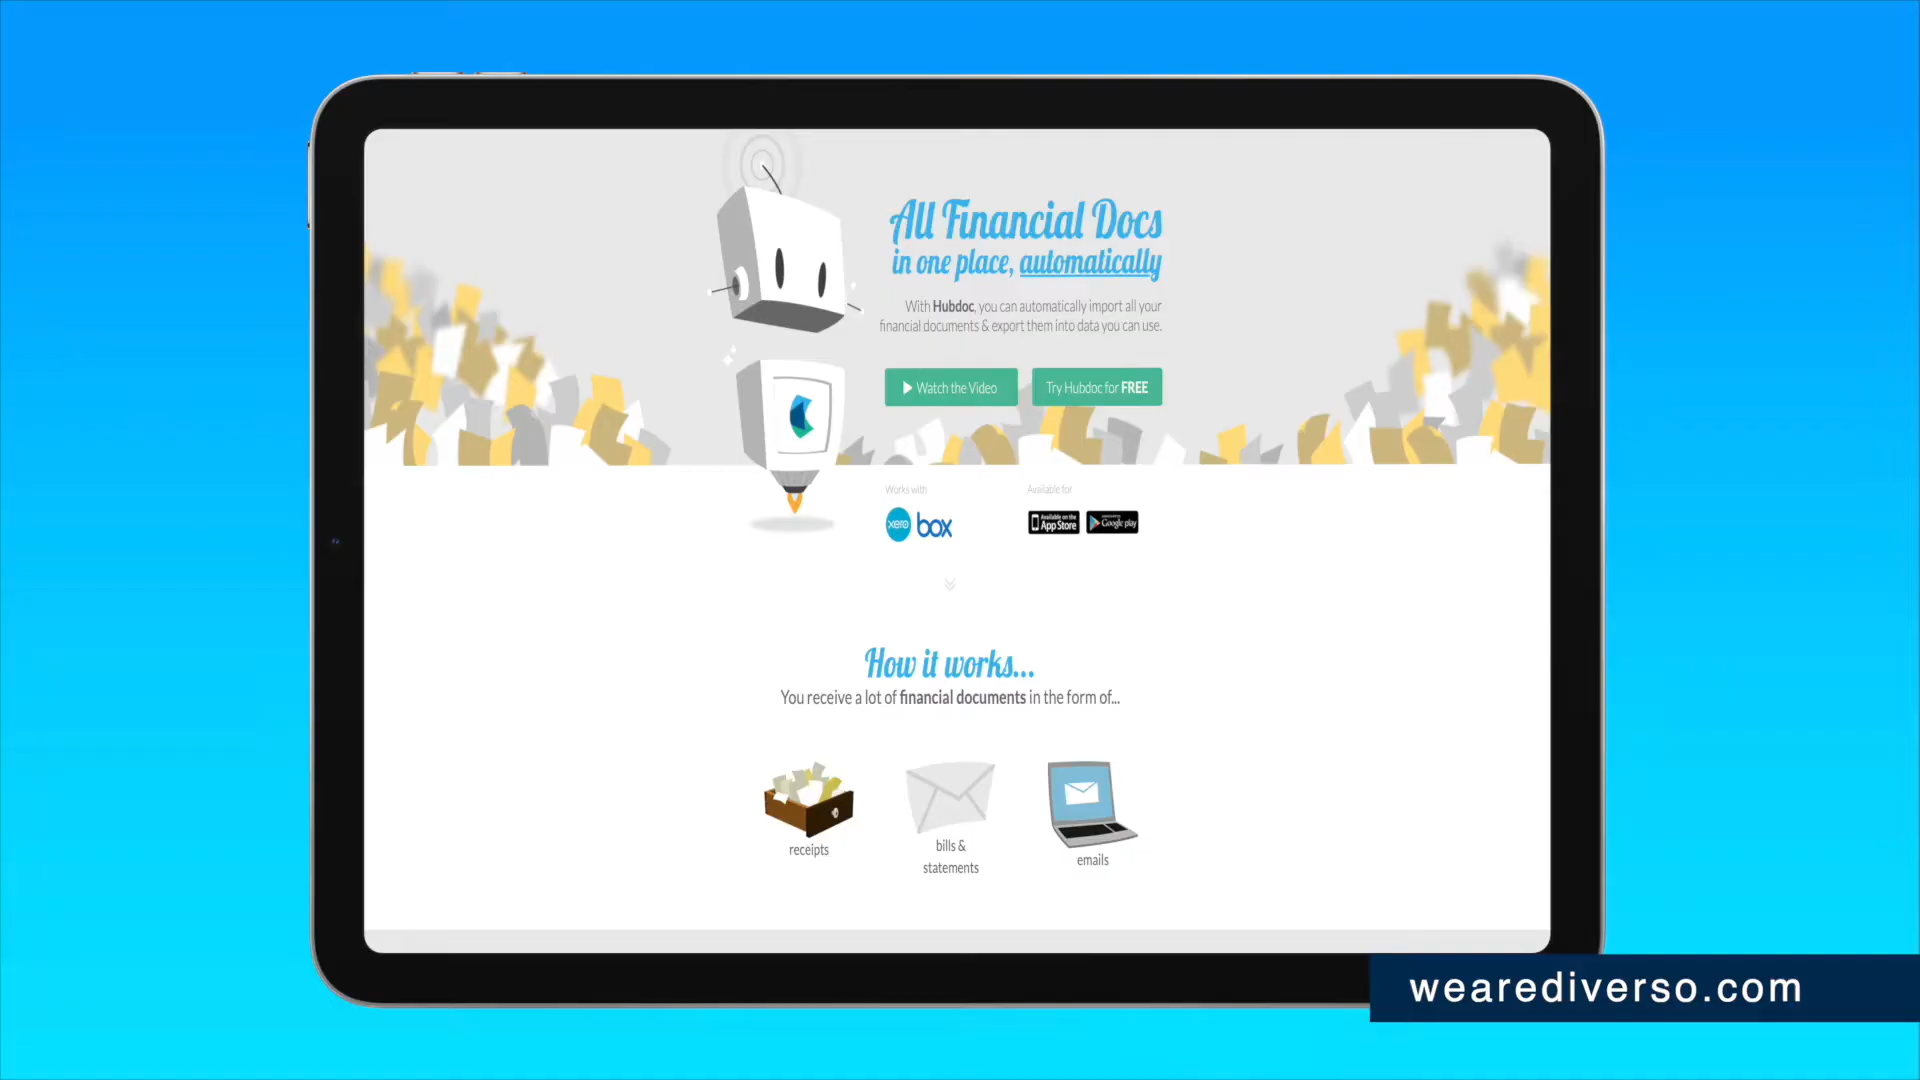 All Financial Docs
in one place, automatically
With Hubdoc, you can automatically import all your
financial documents & export them into data you can use.
Watch the Video
Try Hubdoc for FREE
Works with
Available for
xero box
Available on the
App Store
Google play
How it works...
You receive a lot of financial documents in the form of...
receipts
bills &
statements
emails
wearediverso.com